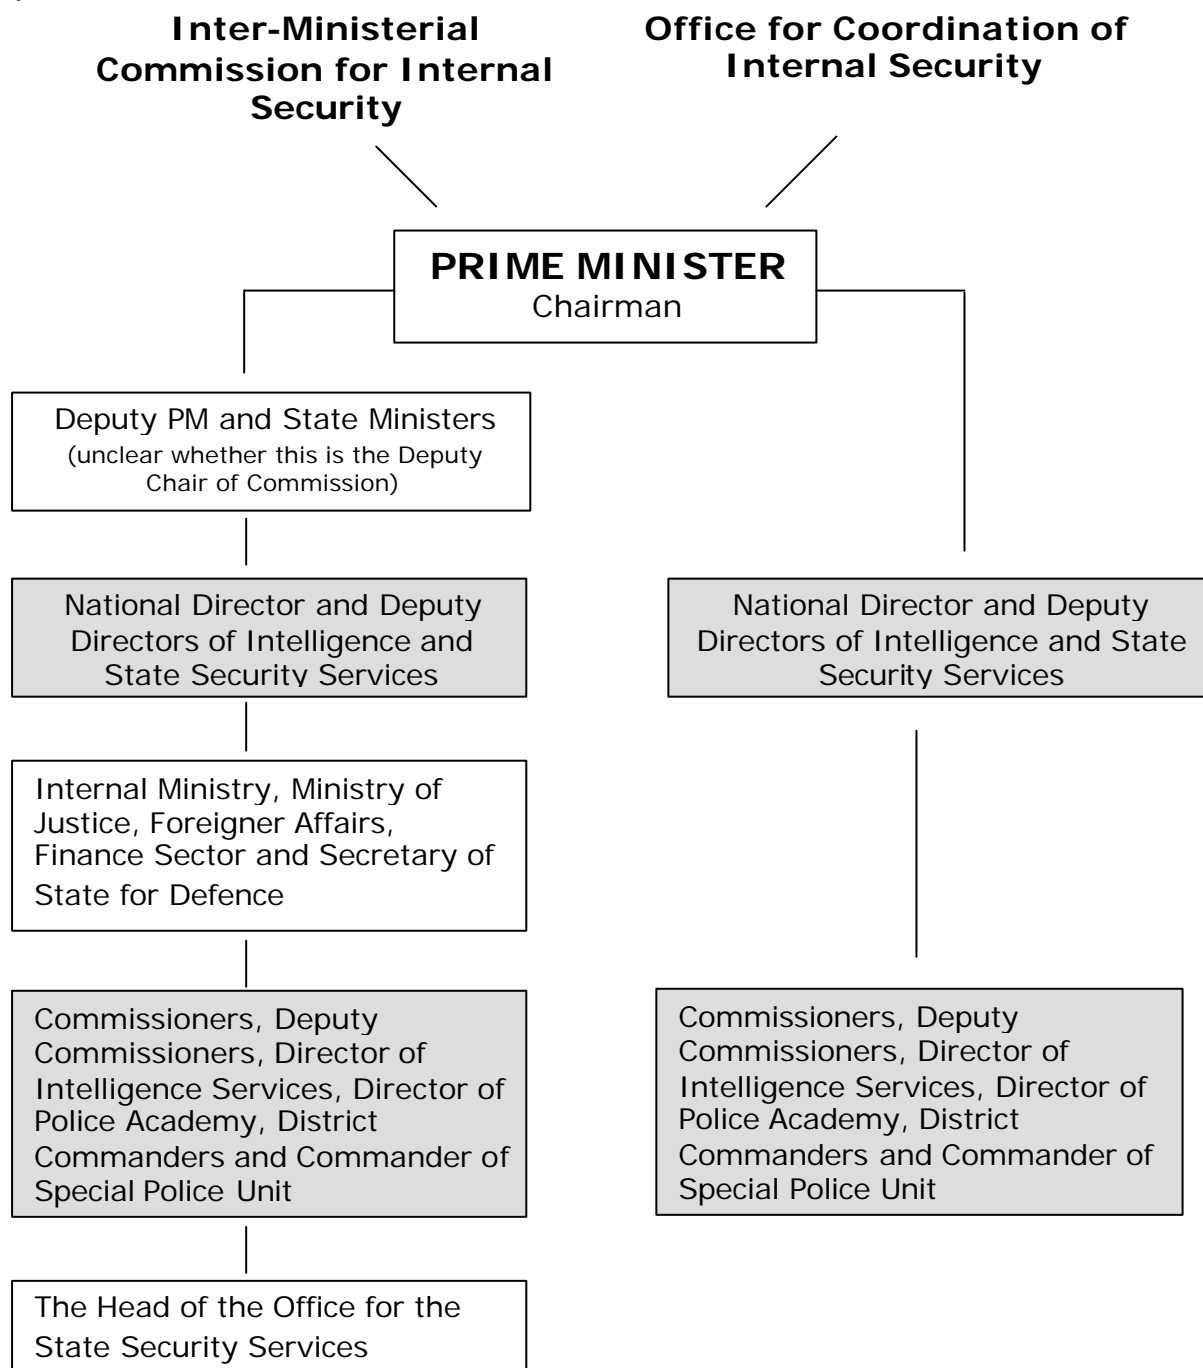 Inter-Ministerial
Commission for Internal
Security
Office for Coordination of
Internal Security
PRIME MINISTER
Chairman
Deputy PM and State Ministers
(unclear whether this is the Deputy
Chair of Commission)
National Director and Deputy
Directors of Intelligence and
State Security Services
National Director and Deputy
Directors of Intelligence and State
Security Services
Internal Ministry, Ministry of
Justice, Foreigner Affairs,
Finance Sector and Secretary of
State for Defence
Commissioners, Deputy
Commissioners, Director of
Intelligence Services, Director of
Police Academy, District
Commanders and Commander of
Special Police Unit
Commissioners, Deputy
Commissioners, Director of
Intelligence Services, Director of
Police Academy, District
Commanders and Commander of
Special Police Unit
The Head of the Office for the
State Security Services